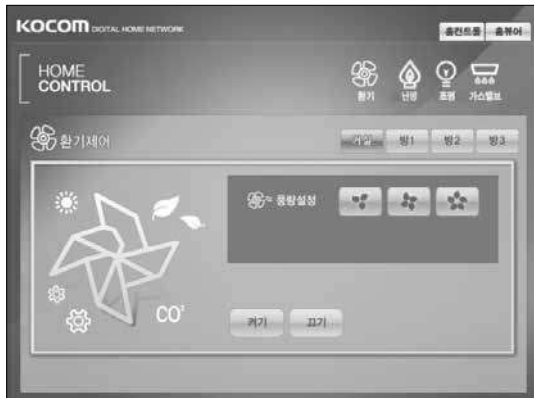 KOCOM DIGITAL HOME NETWORK
홈컨트롤 홈뷰어
HOME
CONTROL
환기 난방 조명 가스밸브
환기제어
거실 방1 방2 방3
풍량설정
CO²
켜기 끄기